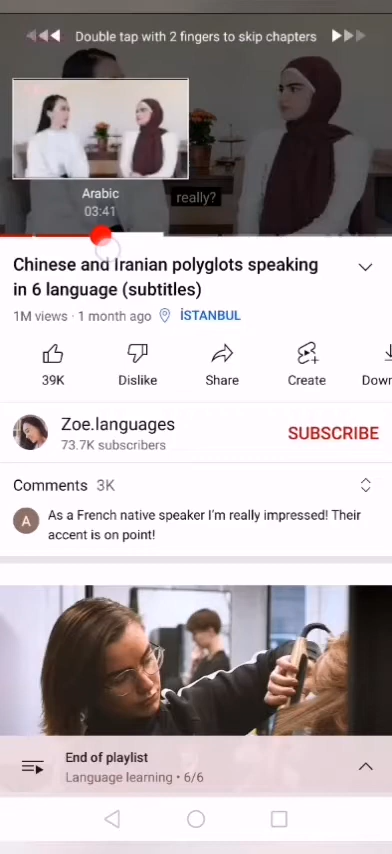 Double tap with 2 fingers to skip chapters
Arabic
03:41
really?
Chinese and Iranian polyglots speaking
in 6 language (subtitles)
1M views · 1 month ago İSTANBUL
39K Dislike Share Create Down
Zoe.languages
73.7K subscribers
SUBSCRIBE
Comments 3K
A
As a French native speaker I'm really impressed! Their
accent is on point!
End of playlist
Language learning • 6/6